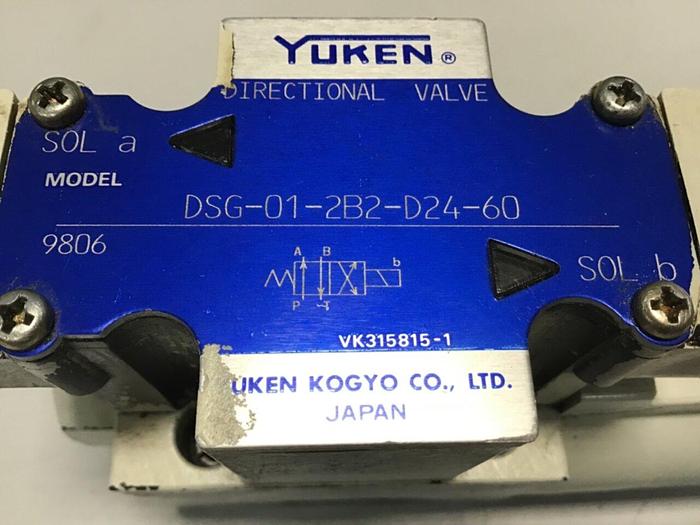 YUKEN®
DIRECTIONAL VALVE
SOL a
MODEL
DSG-01-2B2-D24-60
9806
SOL b
A B
b
P T
VK315815-1
UKEN KOGYO CO., LTD.
JAPAN